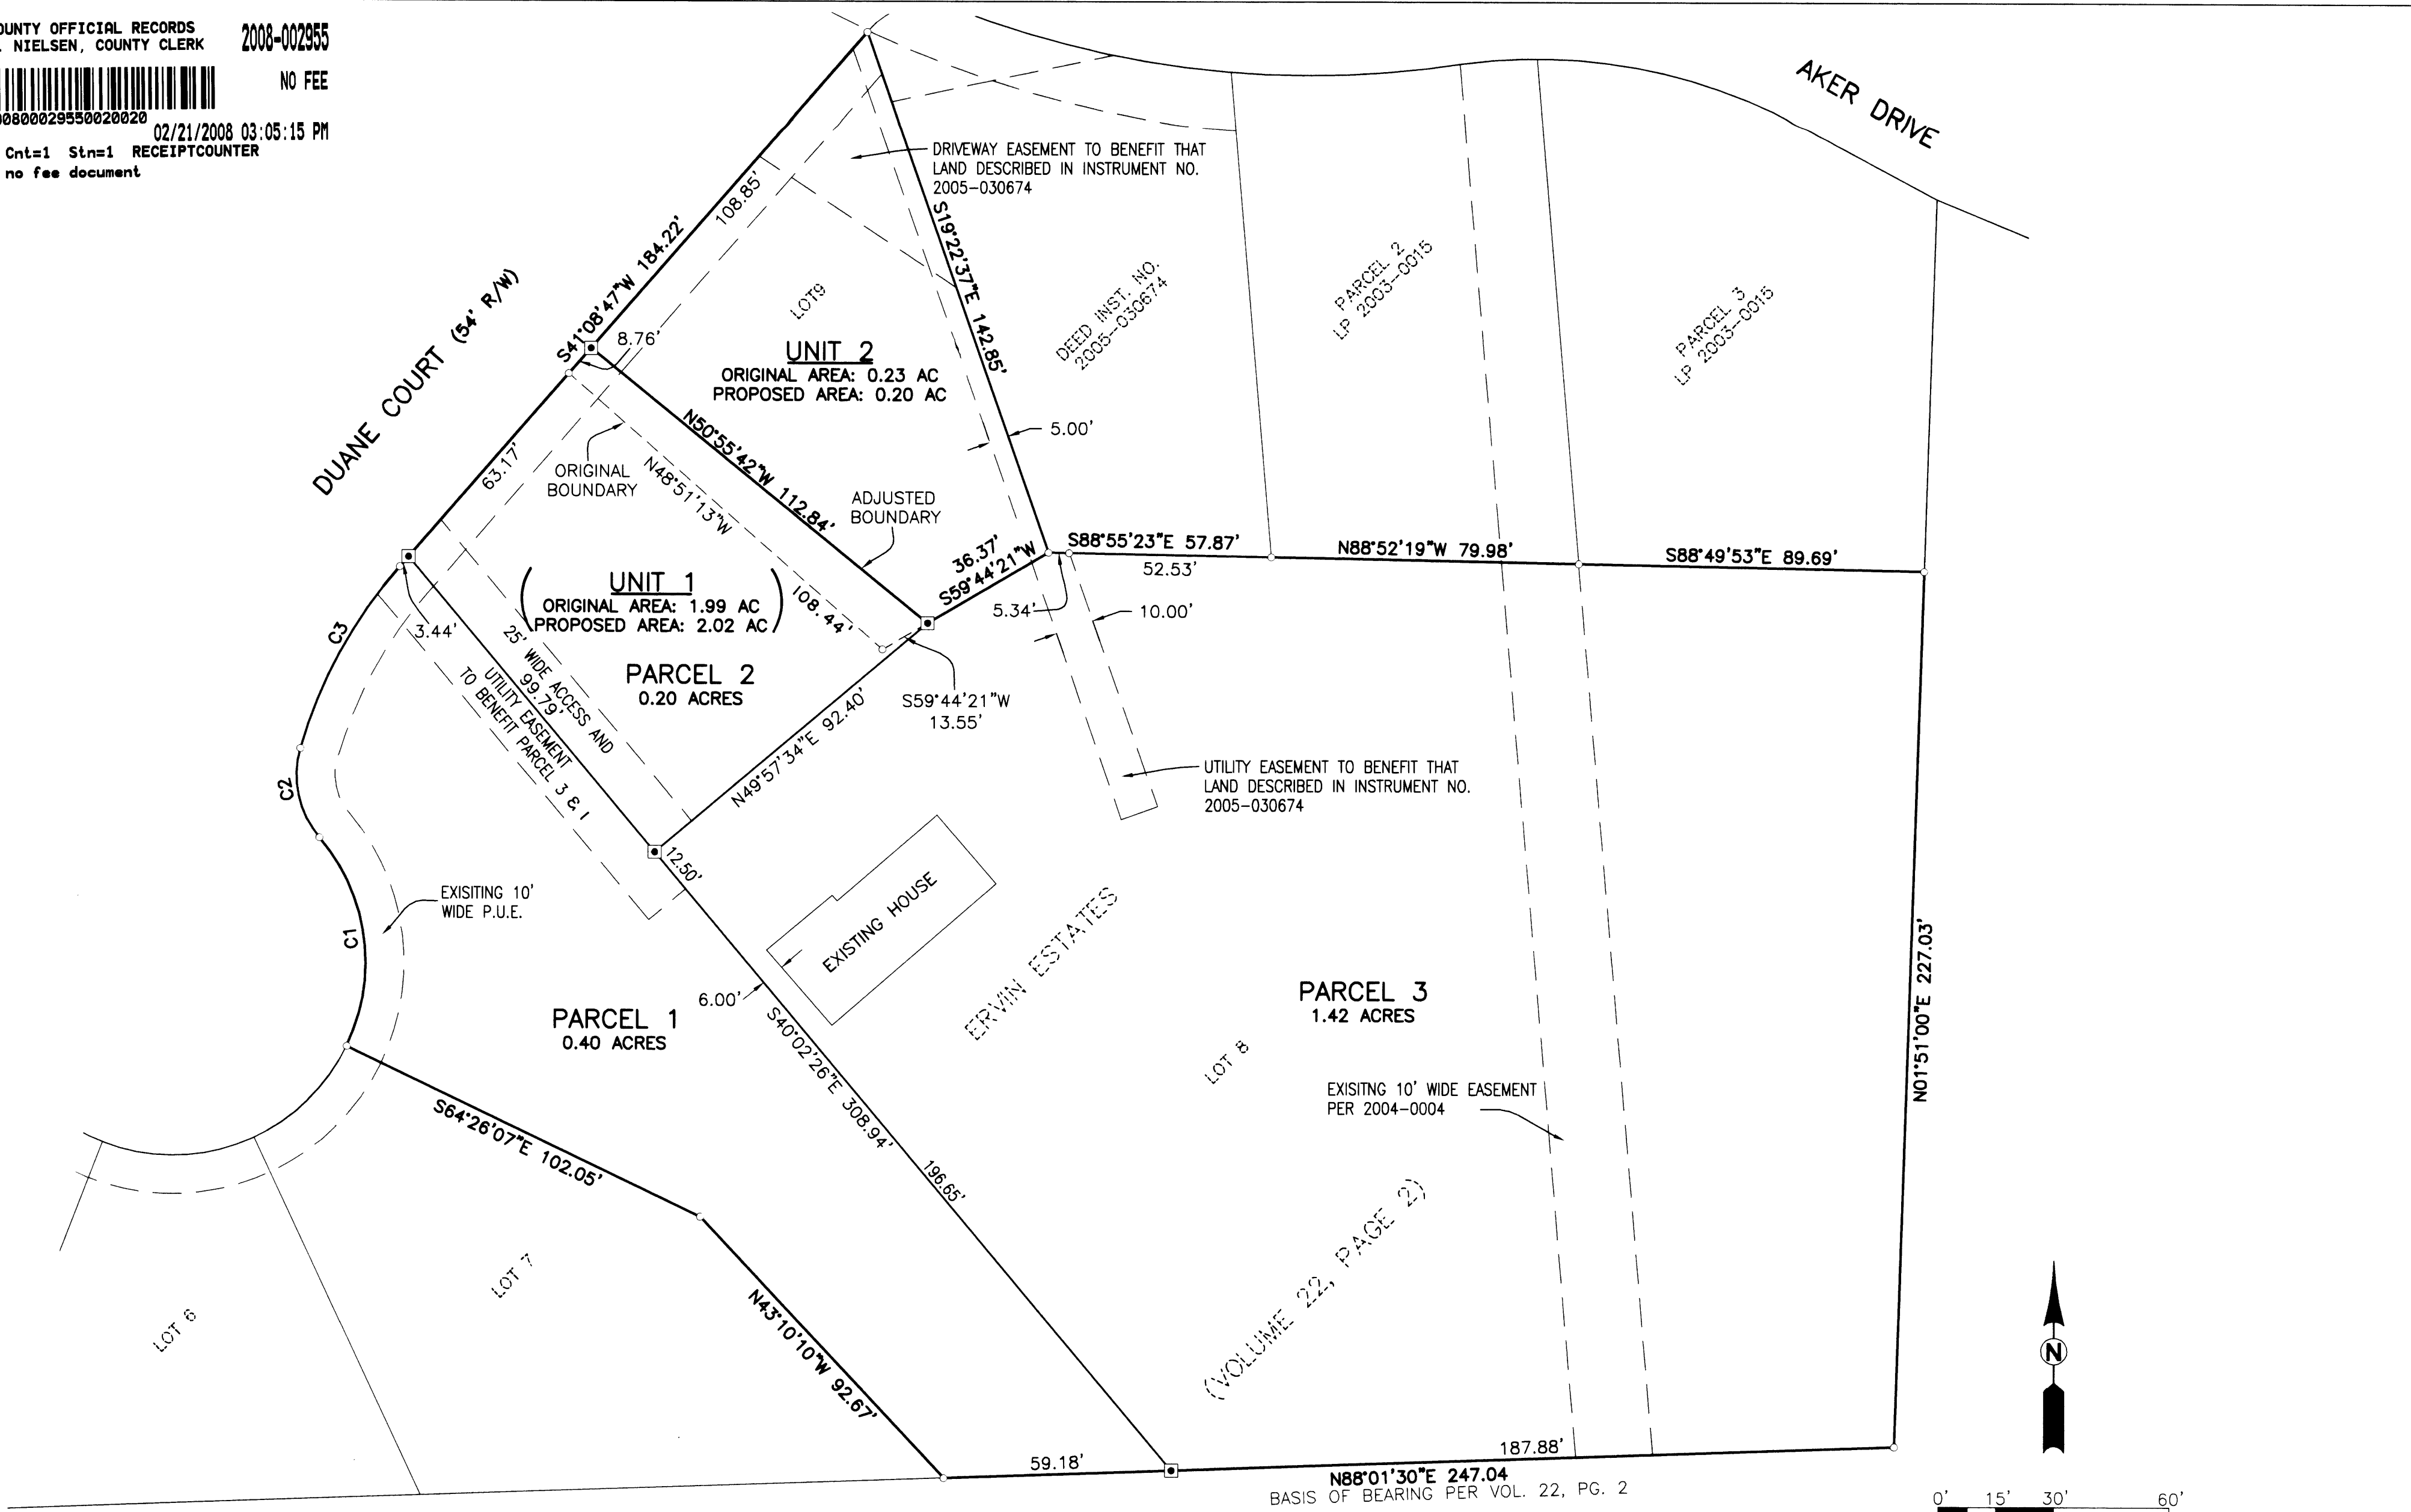 OUNTY OFFICIAL RECORDS
. NIELSEN, COUNTY CLERK
2008-002955
NO FEE
00800029550020020
02/21/2008 03:05:15 PM
Cnt=1 Stn=1 RECEIPTCOUNTER
no fee document
AKER DRIVE
DRIVEWAY EASEMENT TO BENEFIT THAT
LAND DESCRIBED IN INSTRUMENT NO.
2005-030674
108.85'
S41°08'47"W 184.22'
DUANE COURT (54' R/W)
8.76'
LOT9
UNIT 2
ORIGINAL AREA: 0.23 AC
PROPOSED AREA: 0.20 AC
S19°22'37"E 142.85'
DEED INST. NO.
2005-030674
PARCEL 2
LP 2003-0015
PARCEL 3
LP 2003-0015
5.00'
63.17'
ORIGINAL
BOUNDARY
N50°55'42"W 112.84'
N48°51'13"W
108.44'
ADJUSTED
BOUNDARY
36.37'
S59°44'21"W
S88°55'23"E 57.87'
52.53'
N88°52'19"W 79.98'
S88°49'53"E 89.69'
5.34'
10.00'
UNIT 1
ORIGINAL AREA: 1.99 AC
PROPOSED AREA: 2.02 AC
C3
3.44'
25' WIDE ACCESS AND
99.79'
UTILITY EASEMENT
TO BENEFIT PARCEL 3 & 1
PARCEL 2
0.20 ACRES
S59°44'21"W
13.55'
N49°57'34"E 92.40'
C2
UTILITY EASEMENT TO BENEFIT THAT
LAND DESCRIBED IN INSTRUMENT NO.
2005-030674
12.50'
EXISITING 10'
WIDE P.U.E.
C1
EXISTING HOUSE
ERVIN ESTATES
6.00'
N01°51'00"E 227.03'
PARCEL 1
0.40 ACRES
PARCEL 3
1.42 ACRES
S40°02'26"E 308.94'
LOT 8
EXISITNG 10' WIDE EASEMENT
PER 2004-0004
S64°26'07"E 102.05'
196.65'
(VOLUME 22, PAGE 2)
LOT 7
LOT 6
N43°10'10"W 92.67'
N
59.18'
187.88'
N88°01'30"E 247.04
BASIS OF BEARING PER VOL. 22, PG. 2
0' 15' 30' 60'